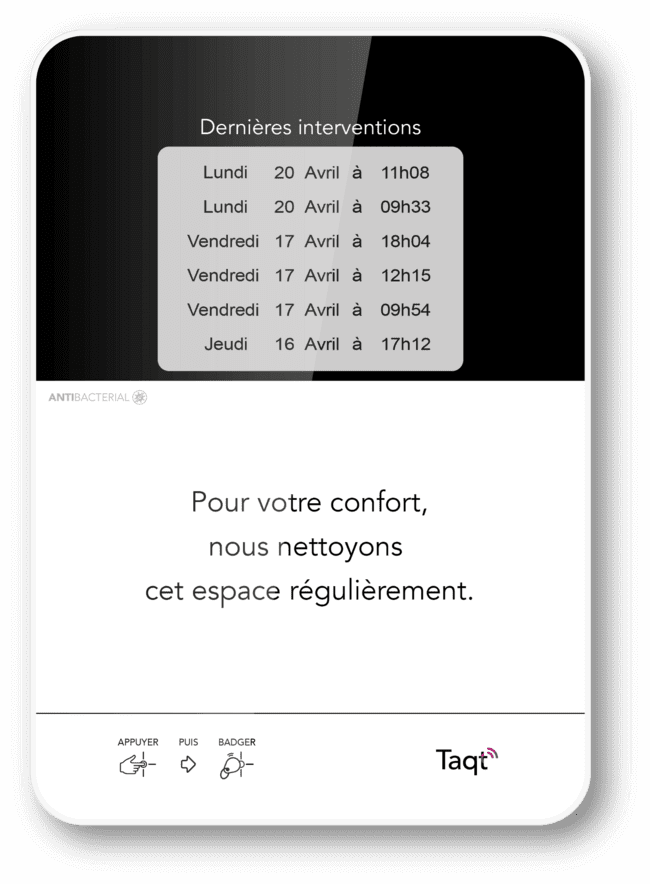 Dernières interventions
Lundi 20 Avril à 11h08
Lundi 20 Avril à 09h33
Vendredi 17 Avril à 18h04
Vendredi 17 Avril à 12h15
Vendredi 17 Avril à 09h54
Jeudi 16 Avril à 17h12
ANTIBACTERIAL
Pour votre confort,
nous nettoyons
cet espace régulièrement.
APPUYER PUIS BADGER
Taqt